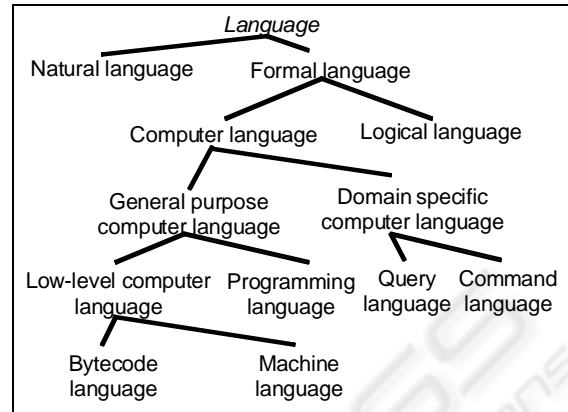 Language
Natural language Formal language
Computer language Logical language
General purpose Domain specific
computer language computer language
Low-level computer Programming Query Command
language language language language
Bytecode Machine
language language